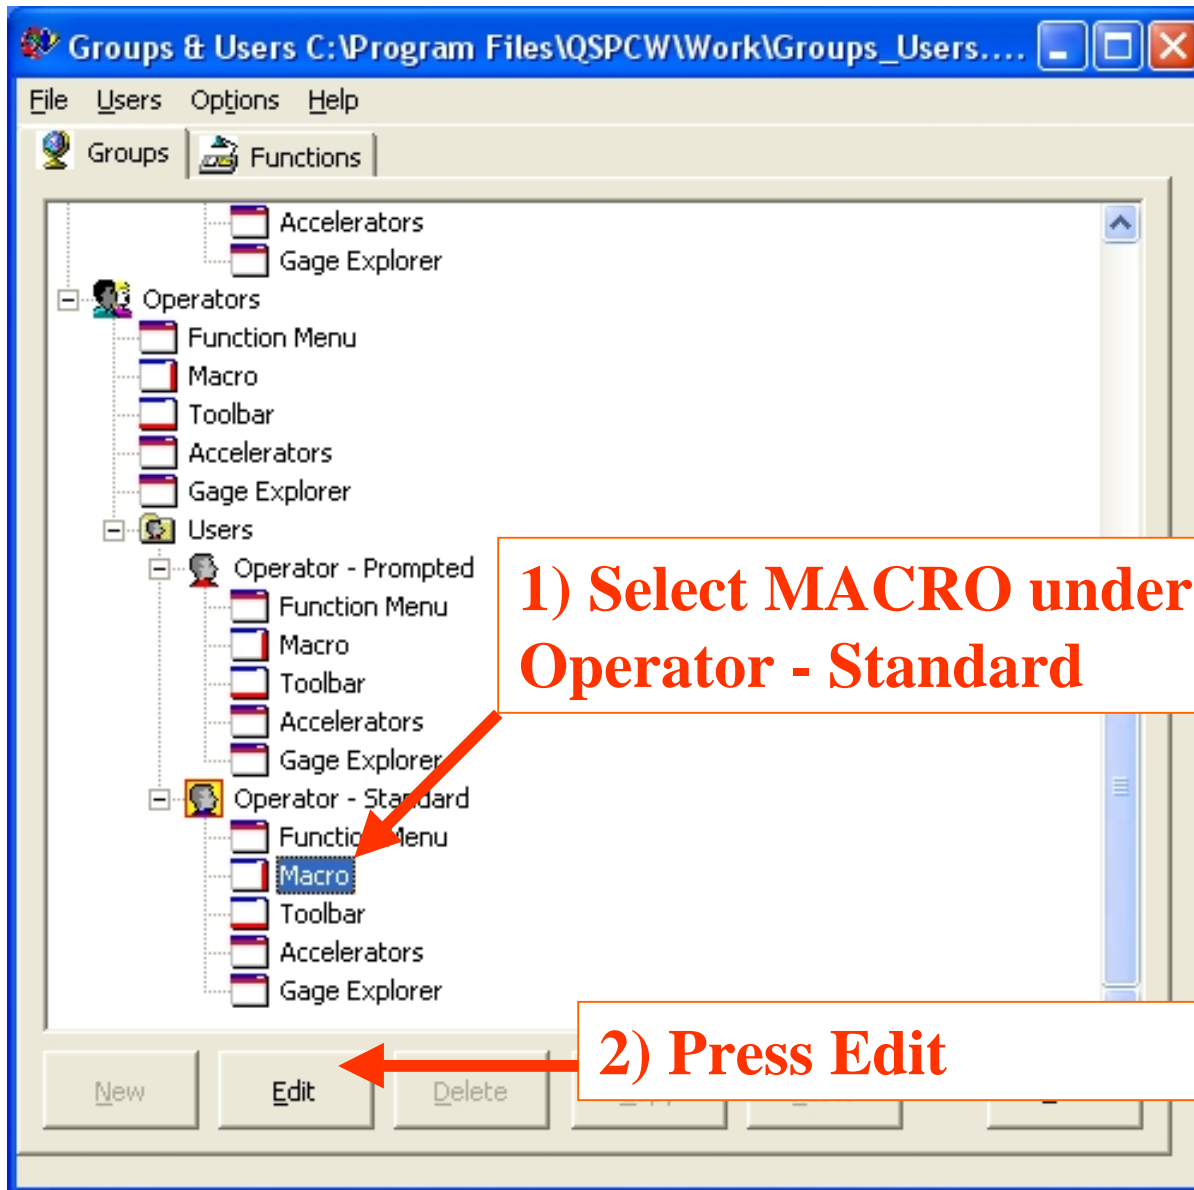 Groups & Users C:\Program Files\QSPCW\Work\Groups_Users....
File Users Options Help
Groups Functions
Accelerators
Gage Explorer
Operators
Function Menu
Macro
Toolbar
Accelerators
Gage Explorer
Users
Operator - Prompted
Function Menu
Macro
Toolbar
Accelerators
Gage Explorer
Operator - Standard
Function Menu
Macro
Toolbar
Accelerators
Gage Explorer
1) Select MACRO under
Operator - Standard
2) Press Edit
New Edit Delete